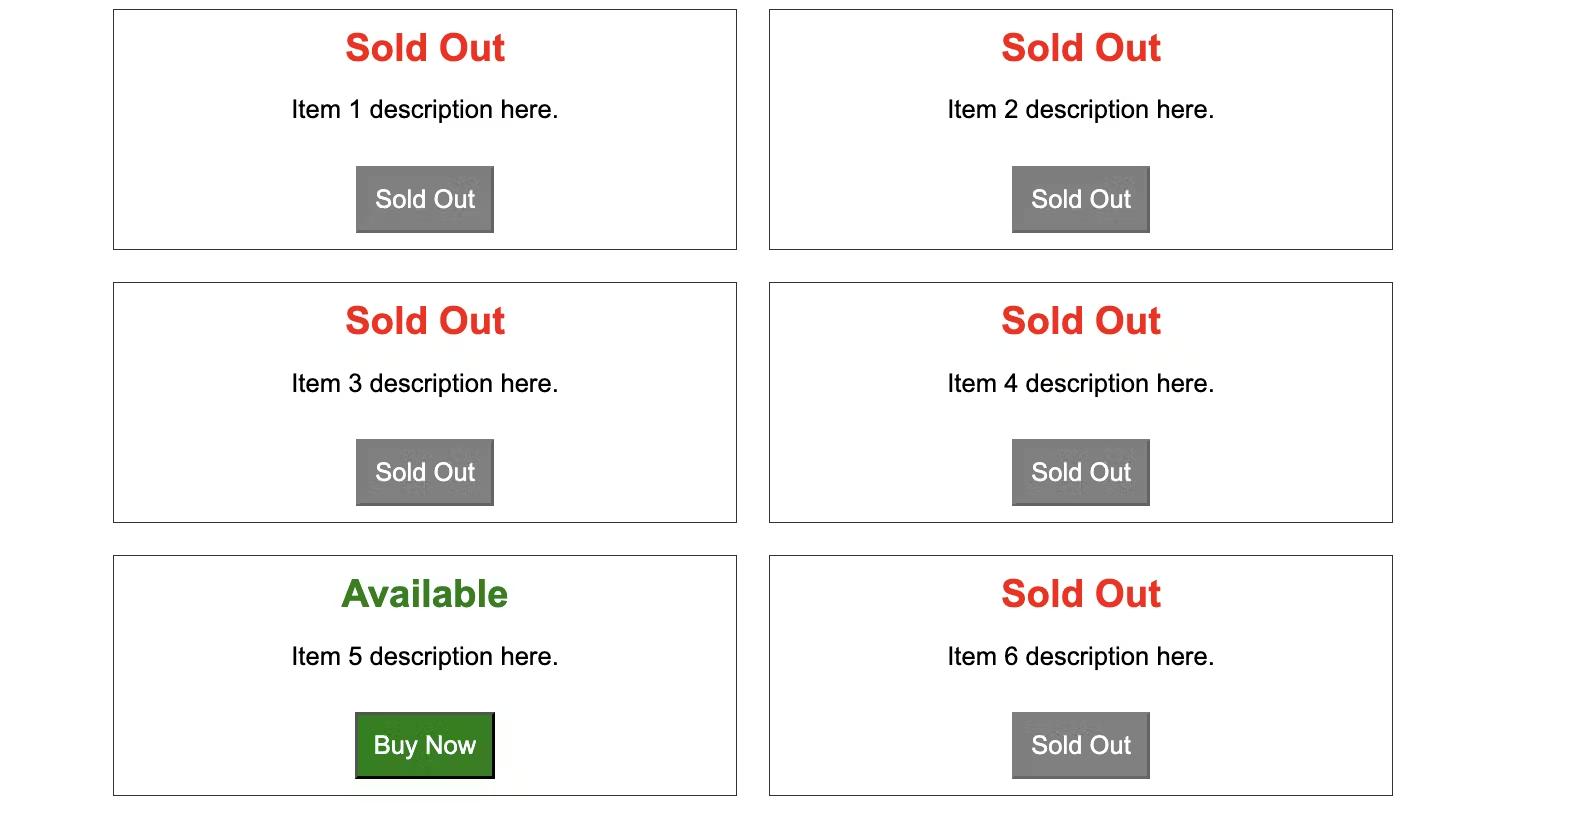 Sold Out
Item 1 description here.
Sold Out
Sold Out
Item 2 description here.
Sold Out
Sold Out
Item 3 description here.
Sold Out
Sold Out
Item 4 description here.
Sold Out
Available
Item 5 description here.
Buy Now
Sold Out
Item 6 description here.
Sold Out